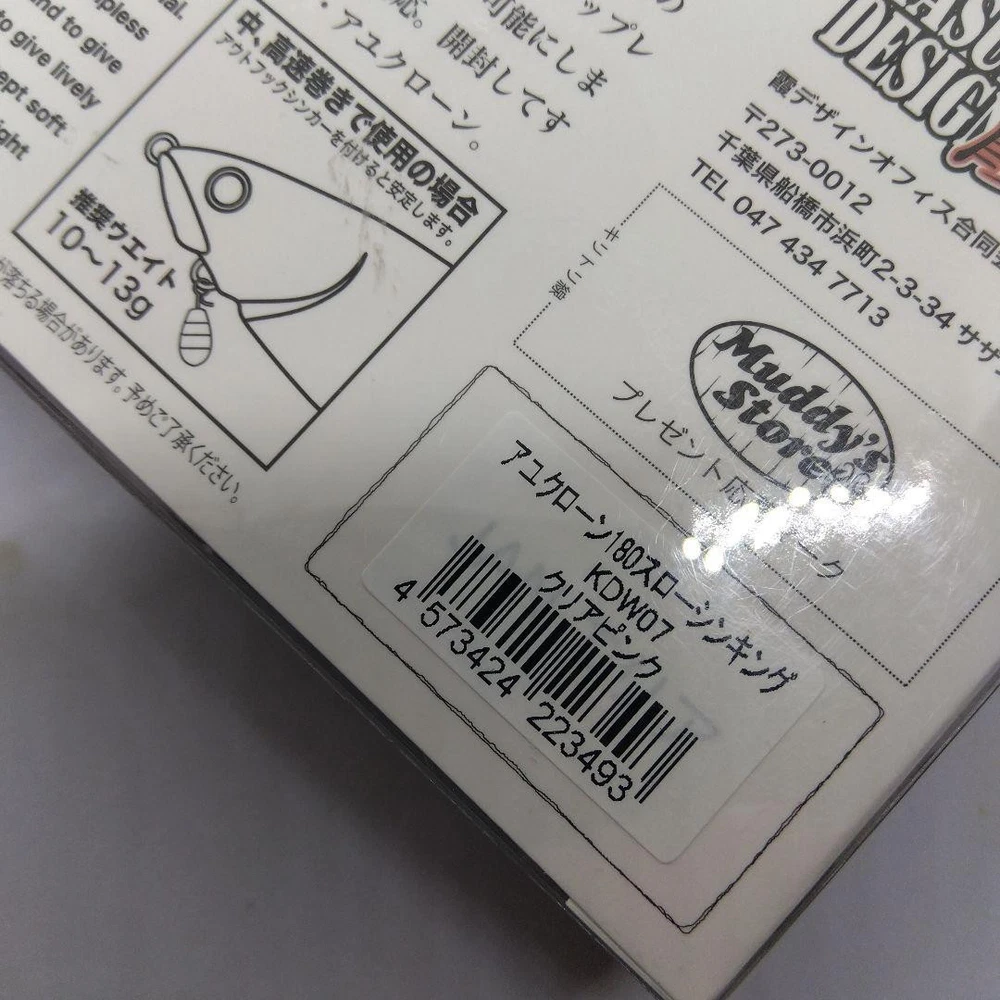 pless
nd to give
to give lively
ept soft
ight
の
ップレ
可能にしま
応。開封してす
・アユクローン。
中、高速巻きで使用の場合
アウトフックシンカーを付けると安定します。
推奨ウエイト
10〜13g
落ちる場合があります。予めご了承ください。
DESIGN
霞デザインオフィス合同
〒273-0012
千葉県船橋市浜町2-3-34 ササ
TEL 047 434 7713
キリトリ線
Muddy's
Store
プレゼント応
ーク
アユクローン180スローシンキング
KDW07
クリアピンク
4 573424 223493